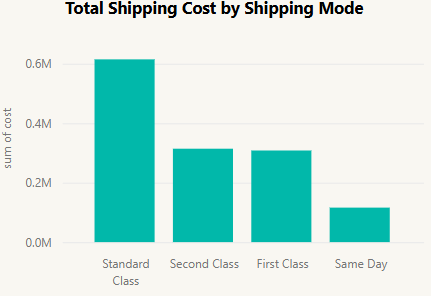 Total Shipping Cost by Shipping Mode
sum of cost
0.6M
0.4M
0.2M
0.0M
Standard
Class
Second Class
First Class
Same Day